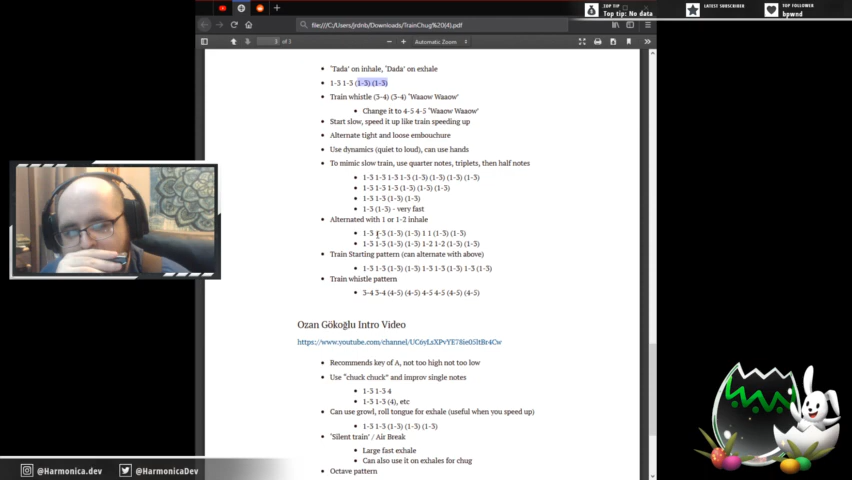 TOP TIP
Top tip: No data
LATEST SUBSCRIBER
TOP FOLLOWER
bpwnd
file:///C:/Users/jrdnb/Downloads/TrainChug%20(4).pdf
3 of 3
Automatic Zoom
• 'Tada' on inhale, 'Dada' on exhale
• 1-3 1-3 (1-3) (1-3)
• Train whistle (3-4) (3-4) 'Waaow Waaow'
• Change it to 4-5 4-5 'Waaow Waaow'
• Start slow, speed it up like train speeding up
• Alternate tight and loose embouchure
• Use dynamics (quiet to loud), can use hands
• To mimic slow train, use quarter notes, triplets, then half notes
• 1-3 1-3 1-3 1-3 (1-3) (1-3) (1-3) (1-3)
• 1-3 1-3 1-3 (1-3) (1-3) (1-3)
• 1-3 1-3 (1-3) (1-3)
• 1-3 (1-3) - very fast
• Alternated with 1 or 1-2 inhale
• 1-3 1-3 (1-3) (1-3) 1 1 (1-3) (1-3)
• 1-3 1-3 (1-3) (1-3) 1-2 1-2 (1-3) (1-3)
• Train Starting pattern (can alternate with above)
• 1-3 1-3 (1-3) (1-3) 1-3 1-3 (1-3) 1-3 (1-3)
• Train whistle pattern
• 3-4 3-4 (4-5) (4-5) 4-5 4-5 (4-5) (4-5)
Ozan Gökoğlu Intro Video
https://www.youtube.com/channel/UC6yLsXPvYE78ie05ltBr4Cw
• Recommends key of A, not too high not too low
• Use "chuck chuck" and improv single notes
• 1-3 1-3 4
• 1-3 1-3 (4), etc
• Can use growl, roll tongue for exhale (useful when you speed up)
• 1-3 1-3 (1-3) (1-3) (1-3)
• 'Silent train' / Air Break
• Large fast exhale
• Can also use it on exhales for chug
• Octave pattern
@Harmonica.dev
@HarmonicaDev